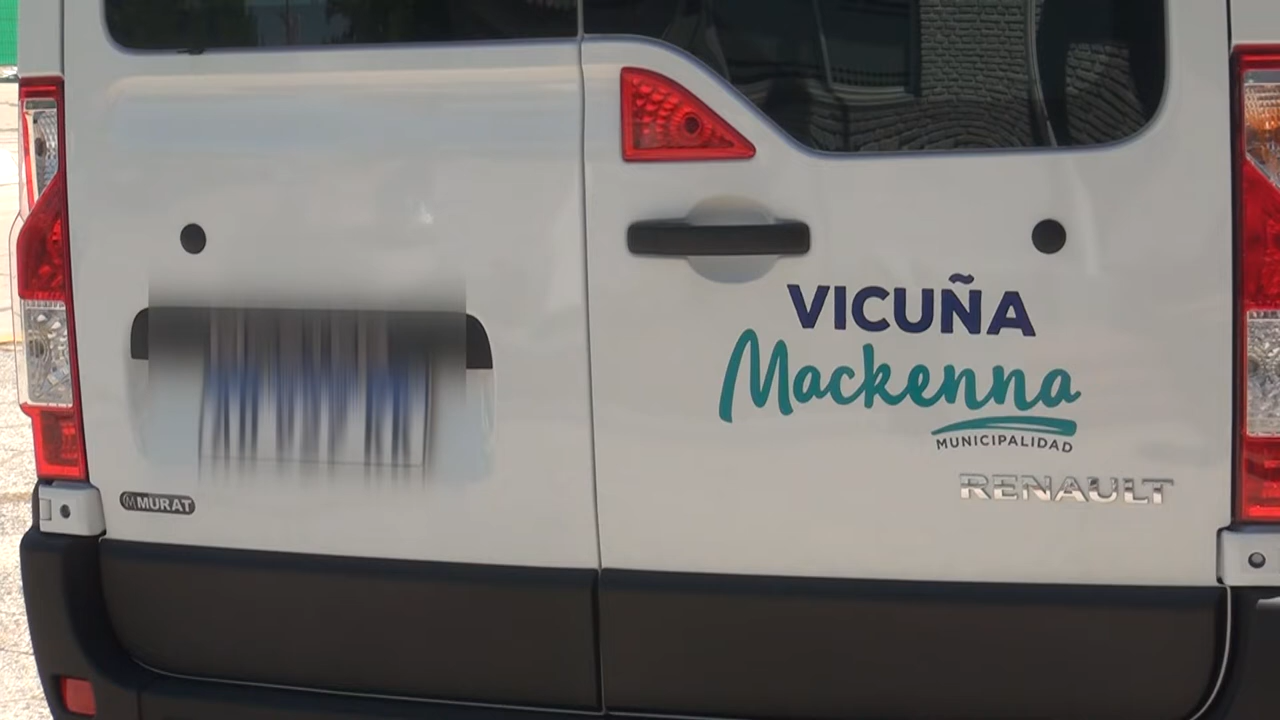 VICUÑA
Mackenna
MUNICIPALIDAD
RENAULT
MURAT